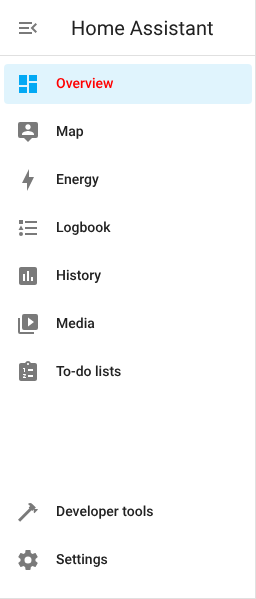 Home Assistant
Overview
Map
Energy
Logbook
History
Media
To-do lists
Developer tools
Settings